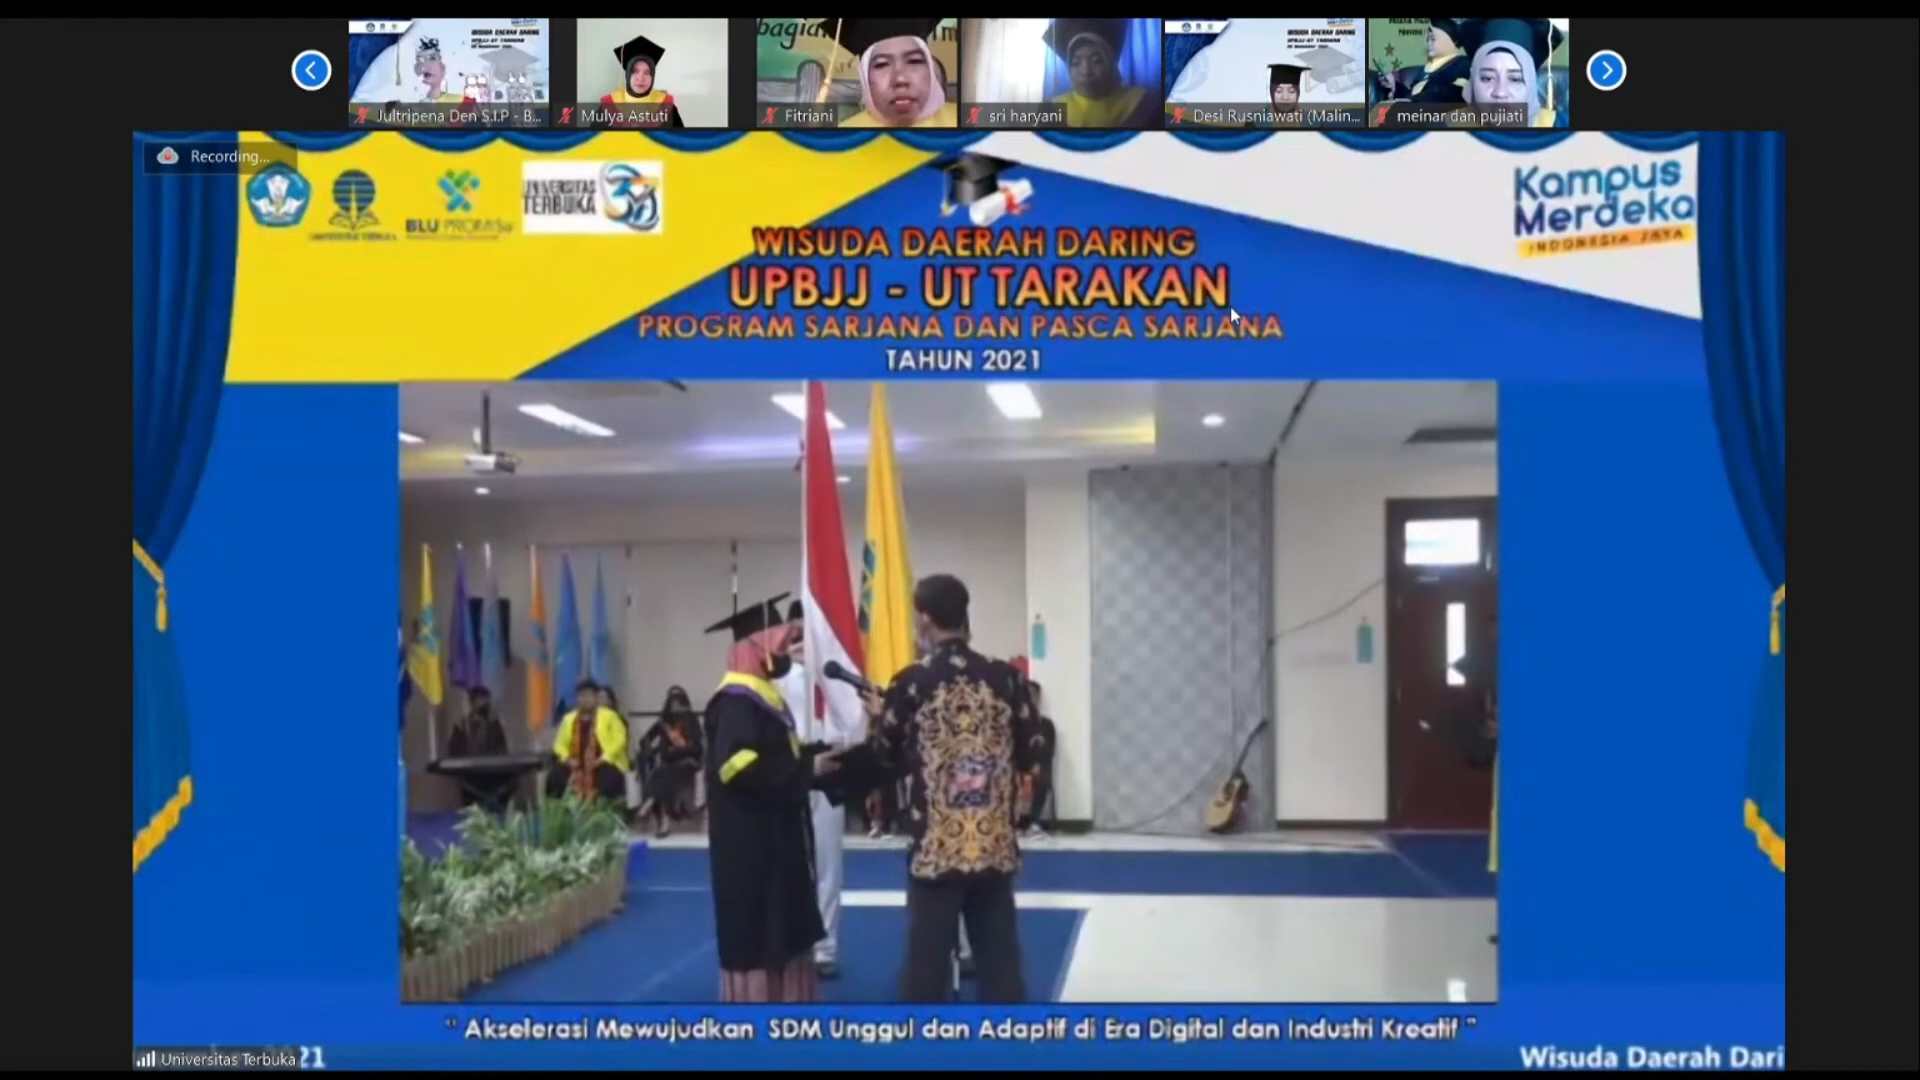 Jultripena Den S.I.P - B...
Mulya Astuti
Fitriani
sri haryani
Desi Rusniawati (Malin...
meinar dan pujiati
Recording...
UNIVERSITAS
TERBUKA
Kampus
Merdeka
INDONESIA JAYA
WISUDA DAERAH DARING
UPBJJ - UT TARAKAN
PROGRAM SARJANA DAN PASCA SARJANA
TAHUN 2021
" Akselerasi Mewujudkan SDM Unggul dan Adaptif di Era Digital dan Industri Kreatif "
Universitas Terbuka
21
Wisuda Daerah Dari